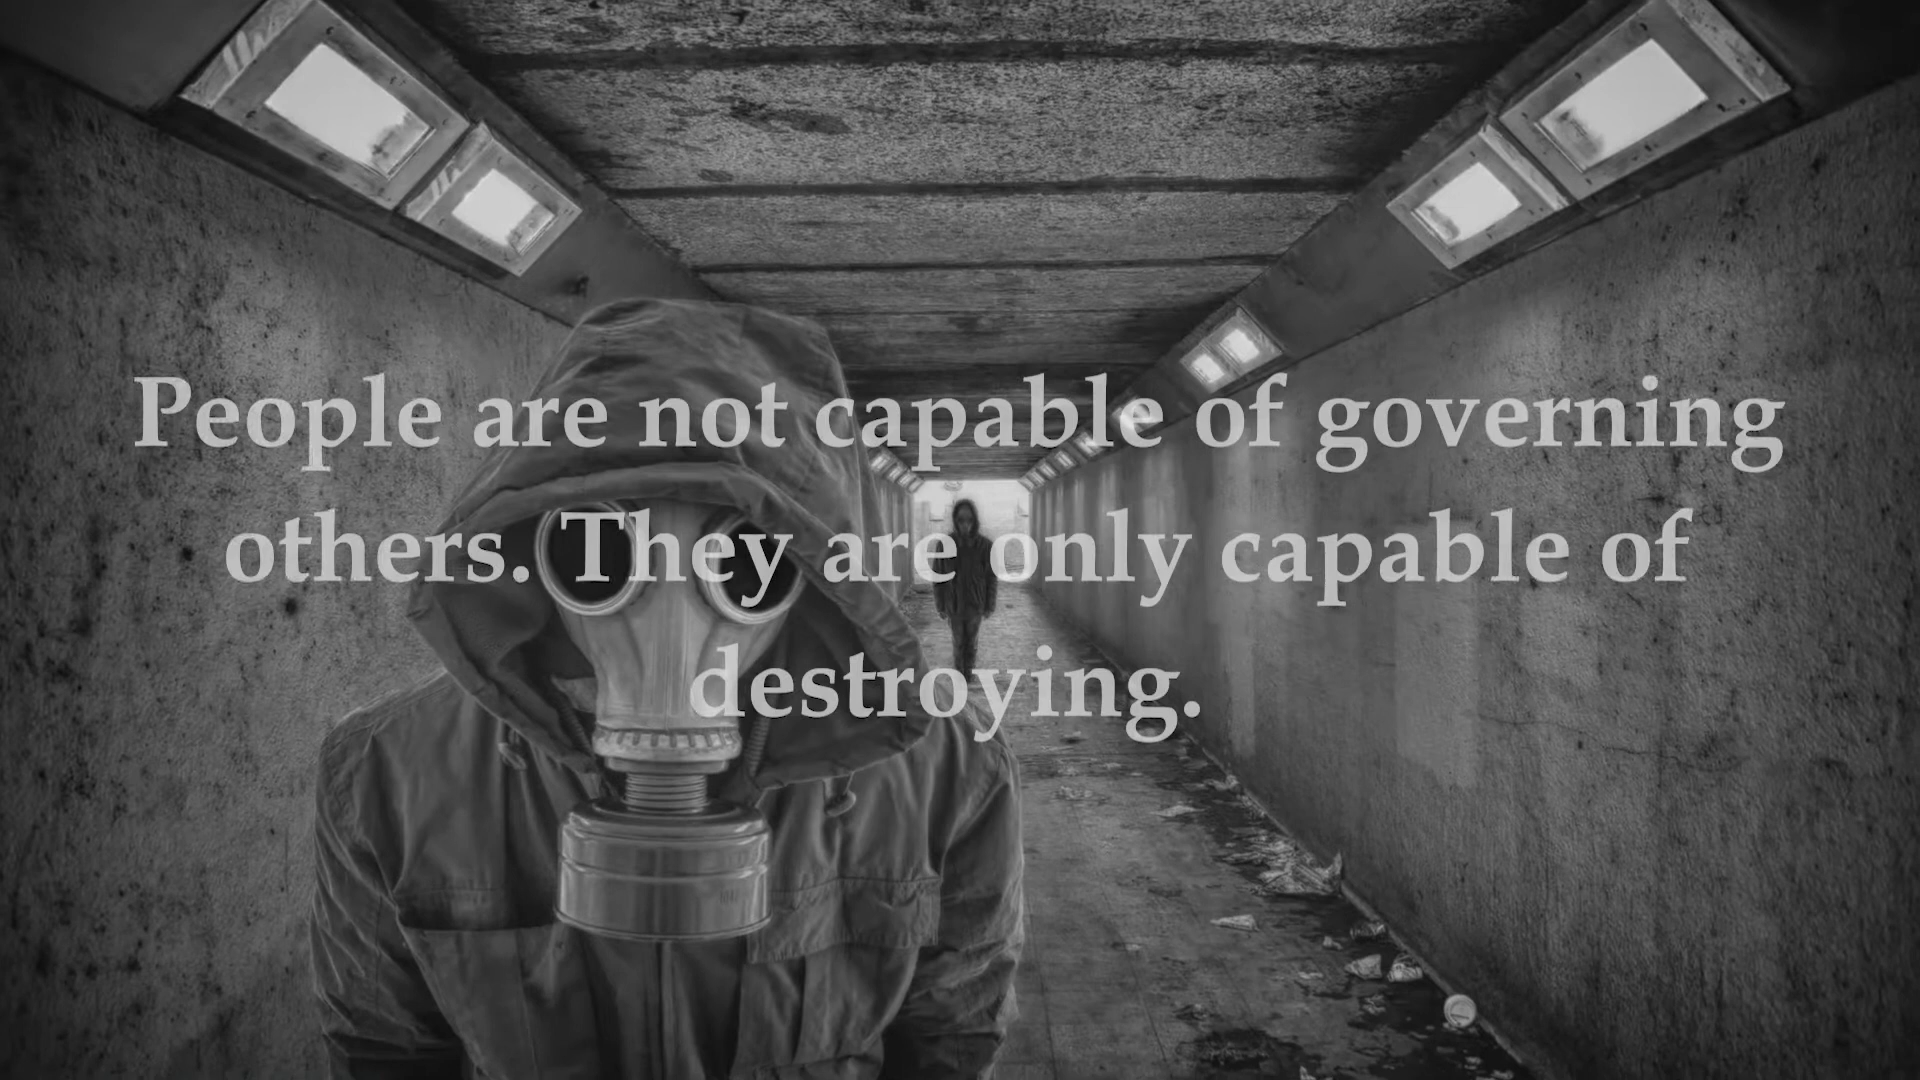 People are not capable of governing
others. They are only capable of
destroying.